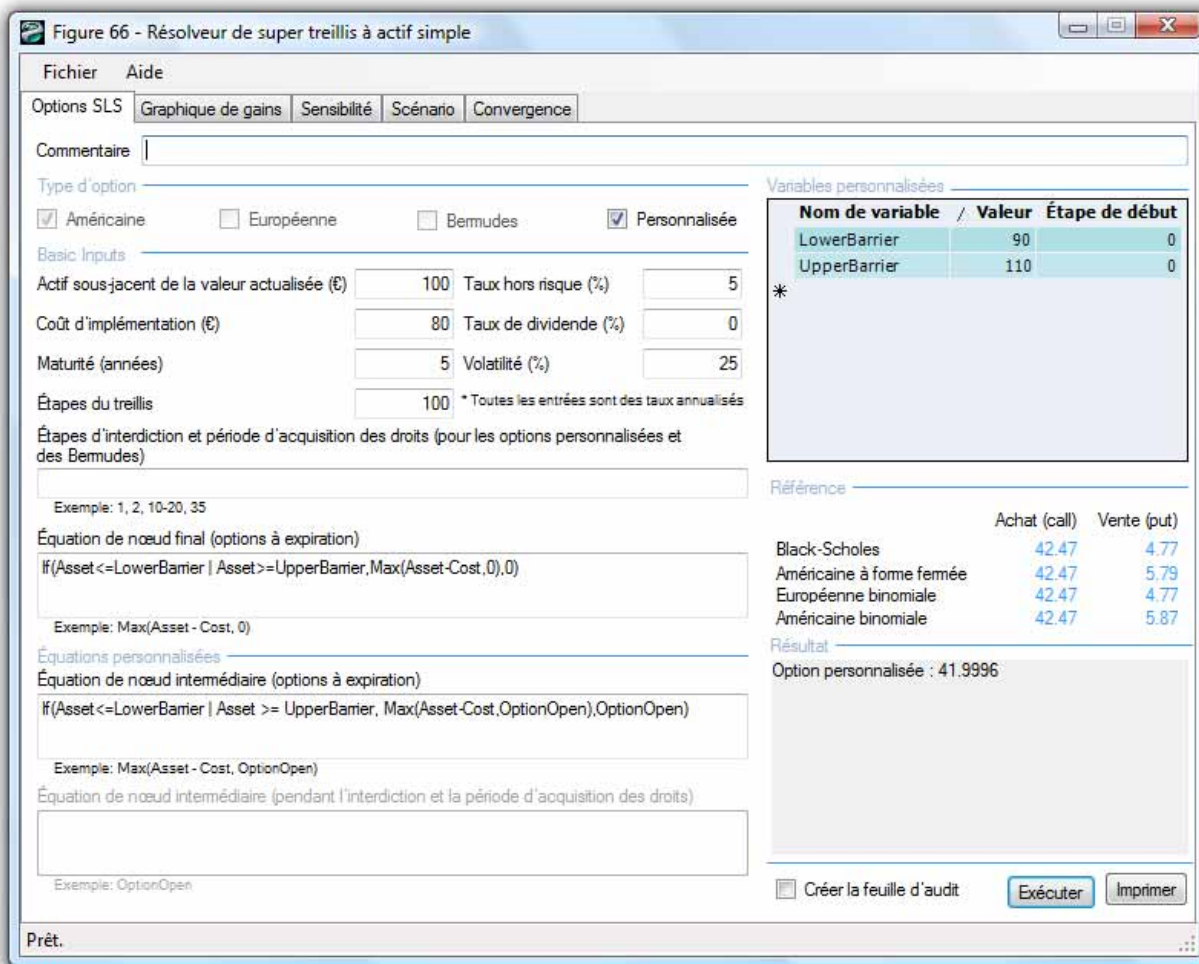 Figure 66 - Résolveur de super treillis à actif simple
Fichier Aide
Options SLS Graphique de gains Sensibilité Scénario Convergence
Commentaire
Type d'option
Américaine Européenne Bermudes Personnalisée
Basic Inputs
Actif sous-jacent de la valeur actualisée (€) 100 Taux hors risque (%) 5
Coût d'implémentation (€) 80 Taux de dividende (%) 0
Maturité (années) 5 Volatilité (%) 25
Étapes du treillis 100 * Toutes les entrées sont des taux annualisés
Étapes d'interdiction et période d'acquisition des droits (pour les options personnalisées et
des Bermudes)
Exemple: 1, 2, 10-20, 35
Équation de nœud final (options à expiration)
If(Asset<=LowerBarrier | Asset>=UpperBarrier,Max(Asset-Cost,0),0)
Exemple: Max(Asset - Cost, 0)
Équations personnalisées
Équation de nœud intermédiaire (options à expiration)
If(Asset<=LowerBarrier | Asset >= UpperBarrier, Max(Asset-Cost,OptionOpen),OptionOpen)
Exemple: Max(Asset - Cost, OptionOpen)
Équation de nœud intermédiaire (pendant l'interdiction et la période d'acquisition des droits)
Exemple: OptionOpen
Variables personnalisées
Nom de variable / Valeur Étape de début
LowerBarrier 90 0
UpperBarrier 110 0
*
Référence
Achat (call) Vente (put)
Black-Scholes 42.47 4.77
Américaine à forme fermée 42.47 5.79
Européenne binomiale 42.47 4.77
Américaine binomiale 42.47 5.87
Résultat
Option personnalisée : 41.9996
Créer la feuille d'audit Exécuter Imprimer
Prêt.